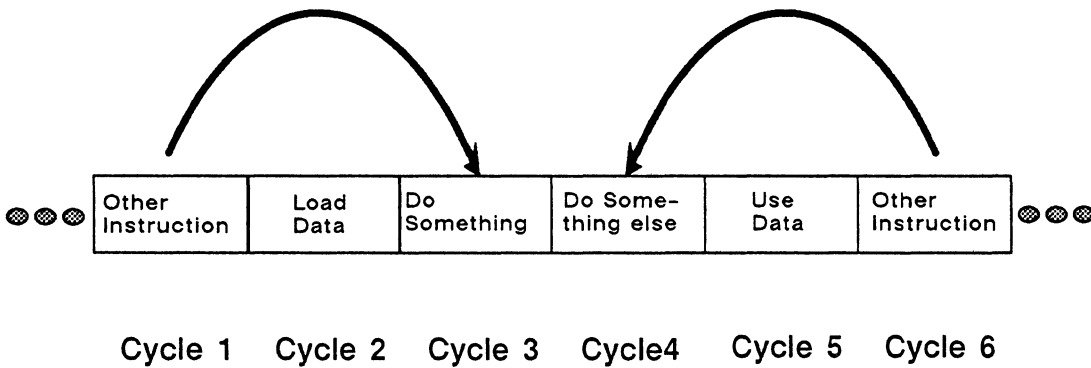 Other
Instruction
Load
Data
Do
Something
Do Some-
thing else
Use
Data
Other
Instruction
Cycle 1
Cycle 2
Cycle 3
Cycle4
Cycle 5
Cycle 6